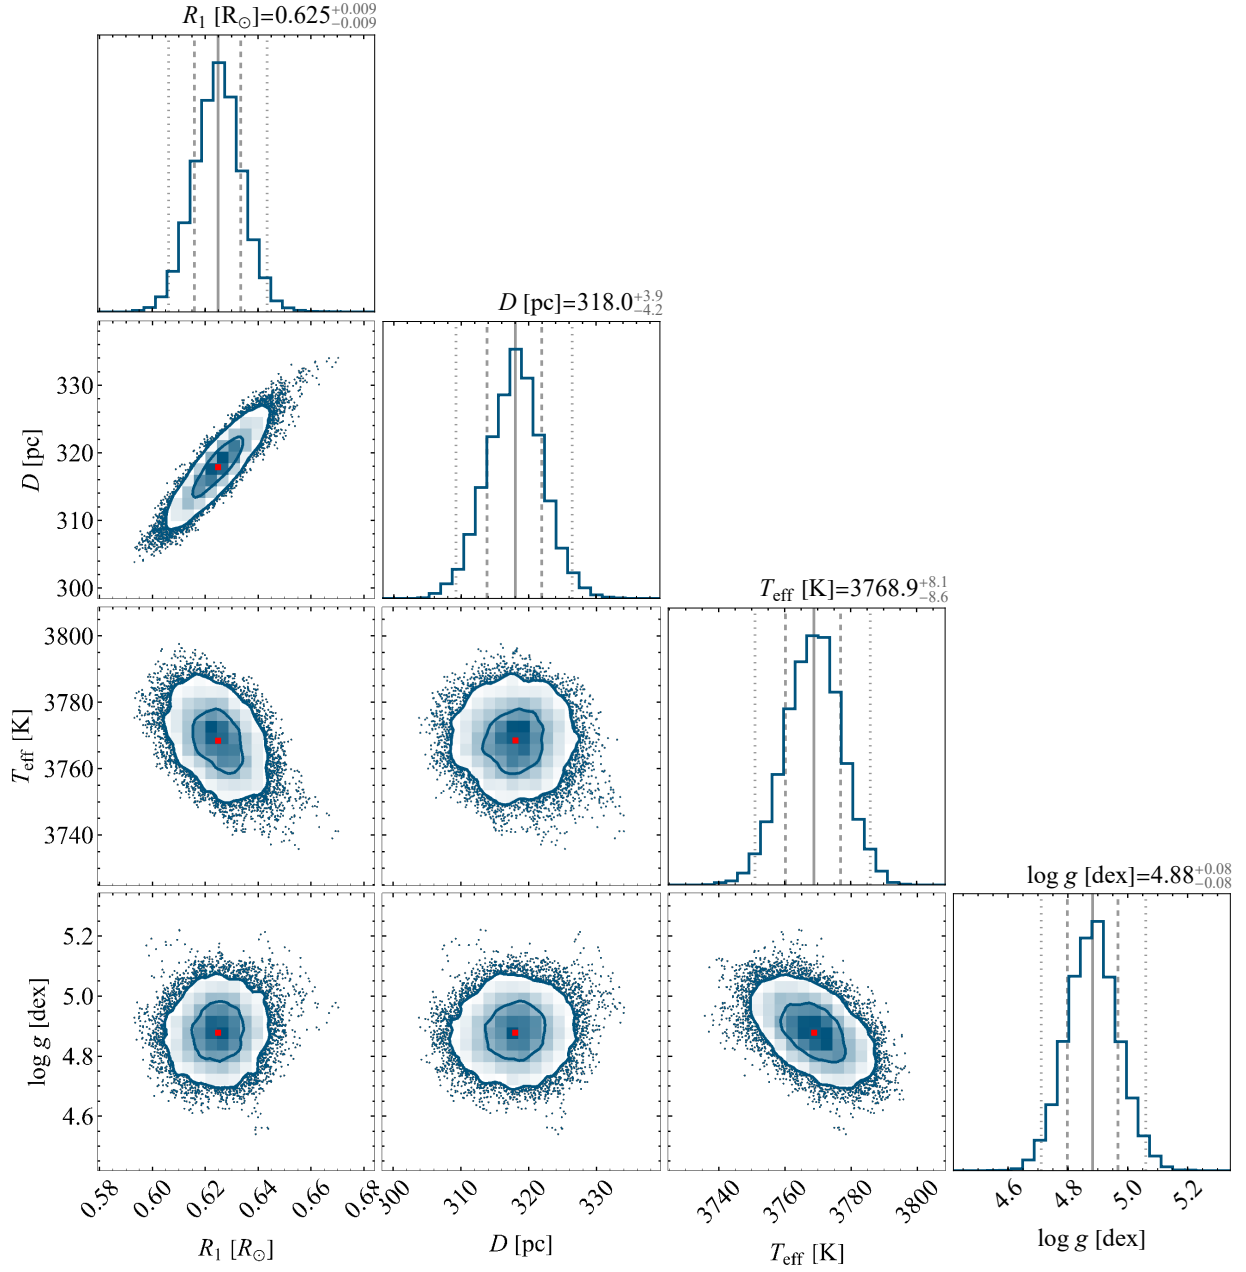 R₁ [R☉]=0.625+0.009−0.009
D [pc]=318.0+3.9−4.2
330
320
310
300
D [pc]
Teff [K]=3768.9+8.1−8.6
3800
3780
3760
3740
Teff [K]
log g [dex]=4.88+0.08−0.08
5.2
5.0
4.8
4.6
log g [dex]
0.58 0.60 0.62 0.64 0.66 0.68 300 310 320 330 3740 3760 3780 3800 4.6 4.8 5.0 5.2
R₁ [R☉] D [pc] Teff [K] log g [dex]